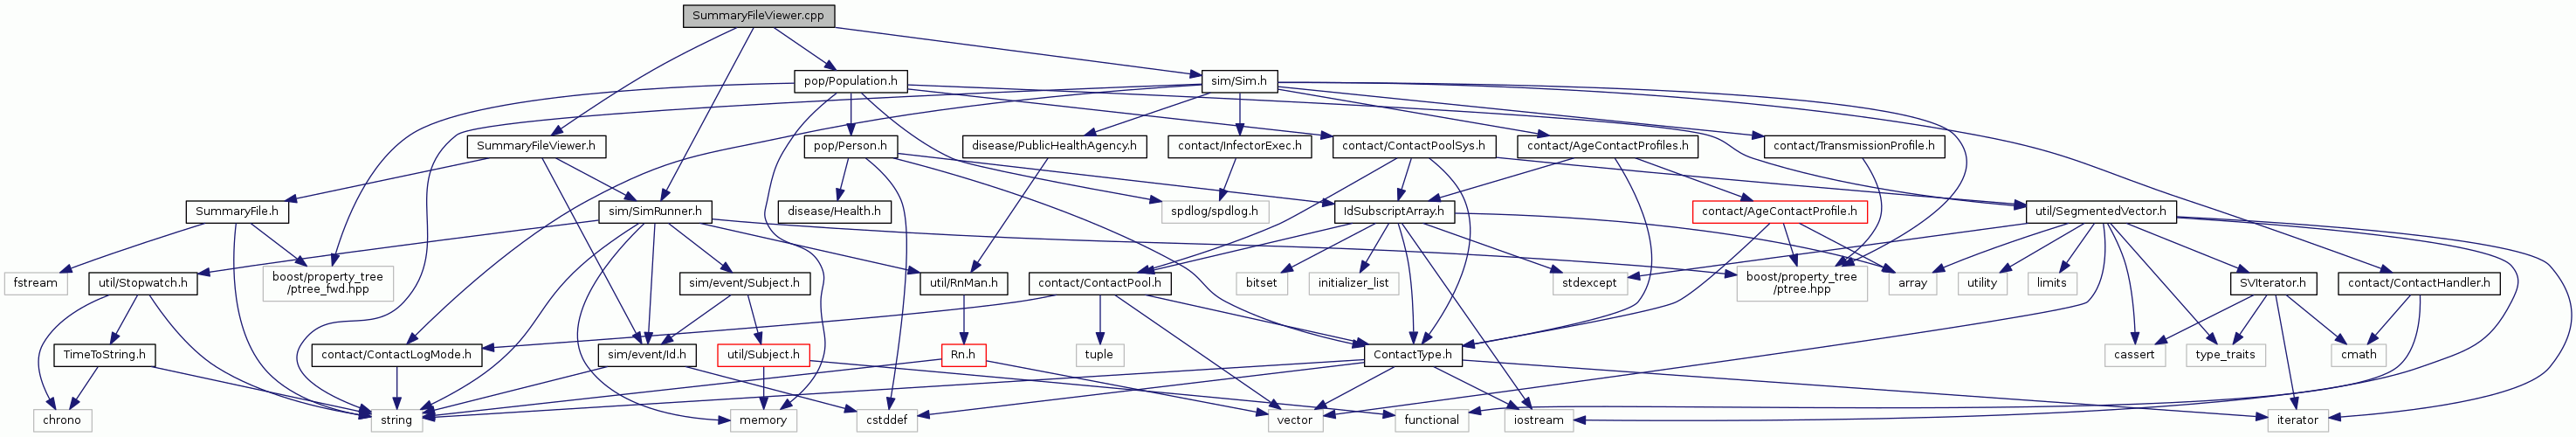 SummaryFileViewer.cpp
pop/Population.h
sim/Sim.h
SummaryFileViewer.h
pop/Person.h
disease/PublicHealthAgency.h
contact/InfectorExec.h
contact/ContactPoolSys.h
contact/AgeContactProfiles.h
contact/TransmissionProfile.h
SummaryFile.h
sim/SimRunner.h
disease/Health.h
spdlog/spdlog.h
IdSubscriptArray.h
contact/AgeContactProfile.h
util/SegmentedVector.h
fstream
util/Stopwatch.h
boost/property_tree
/ptree_fwd.hpp
sim/event/Subject.h
util/RnMan.h
contact/ContactPool.h
bitset
initializer_list
stdexcept
boost/property_tree
/ptree.hpp
array
utility
limits
SVIterator.h
contact/ContactHandler.h
TimeToString.h
contact/ContactLogMode.h
sim/event/Id.h
util/Subject.h
Rn.h
tuple
ContactType.h
cassert
type_traits
cmath
chrono
string
memory
cstddef
vector
functional
iostream
iterator